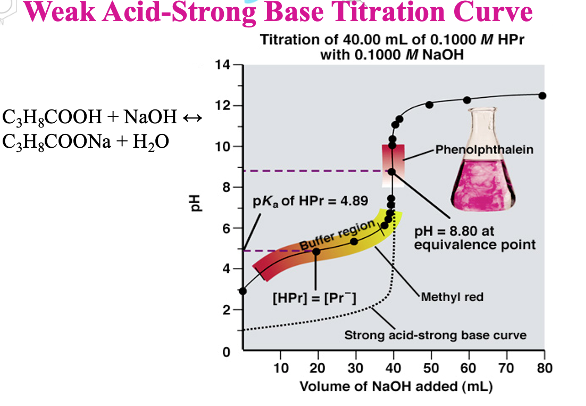 Weak Acid-Strong Base Titration Curve
Titration of 40.00 mL of 0.1000 M HPr
with 0.1000 M NaOH
C₃H₈COOH + NaOH ↔
C₃H₈COONa + H₂O
14
12
10
8
6
4
2
0
pH
Phenolphthalein
pKₐ of HPr = 4.89
Buffer region
pH = 8.80 at
equivalence point
[HPr] = [Pr⁻]
Methyl red
Strong acid-strong base curve
10 20 30 40 50 60 70 80
Volume of NaOH added (mL)